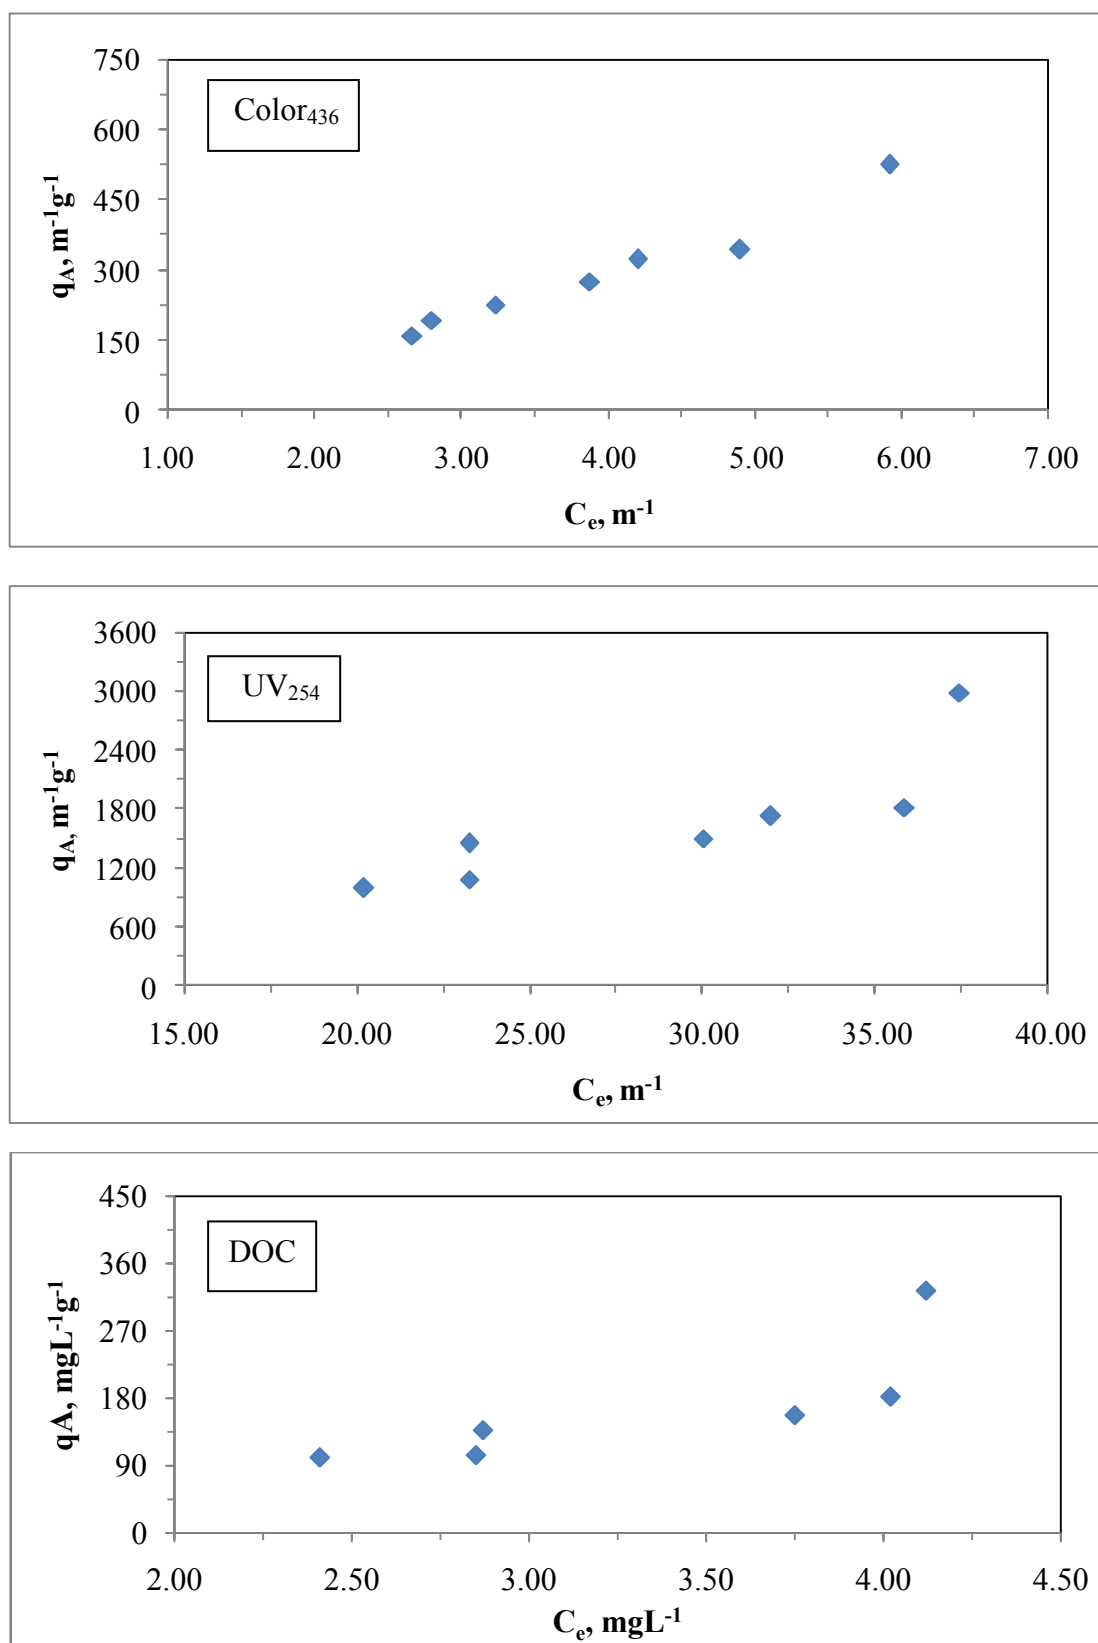 750
600
450
300
150
0
Color₄₃₆
q_A, m⁻¹g⁻¹
1.00 2.00 3.00 4.00 5.00 6.00 7.00
Cₑ, m⁻¹
3600
3000
2400
1800
1200
600
0
UV₂₅₄
q_A, m⁻¹g⁻¹
15.00 20.00 25.00 30.00 35.00 40.00
Cₑ, m⁻¹
450
360
270
180
90
0
DOC
qA, mgL⁻¹g⁻¹
2.00 2.50 3.00 3.50 4.00 4.50
Cₑ, mgL⁻¹